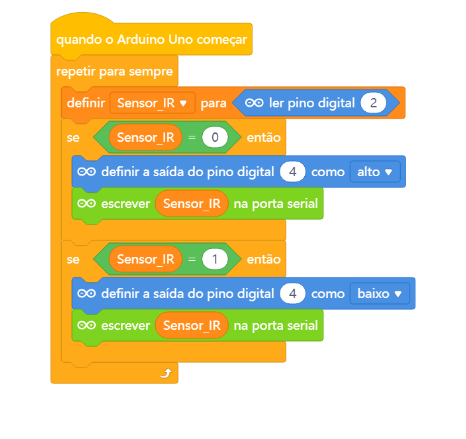 quando o Arduino Uno começar
repetir para sempre
definir Sensor_IR para ler pino digital 2
se Sensor_IR = 0 então
definir a saída do pino digital 4 como alto
escrever Sensor_IR na porta serial
se Sensor_IR = 1 então
definir a saída do pino digital 4 como baixo
escrever Sensor_IR na porta serial